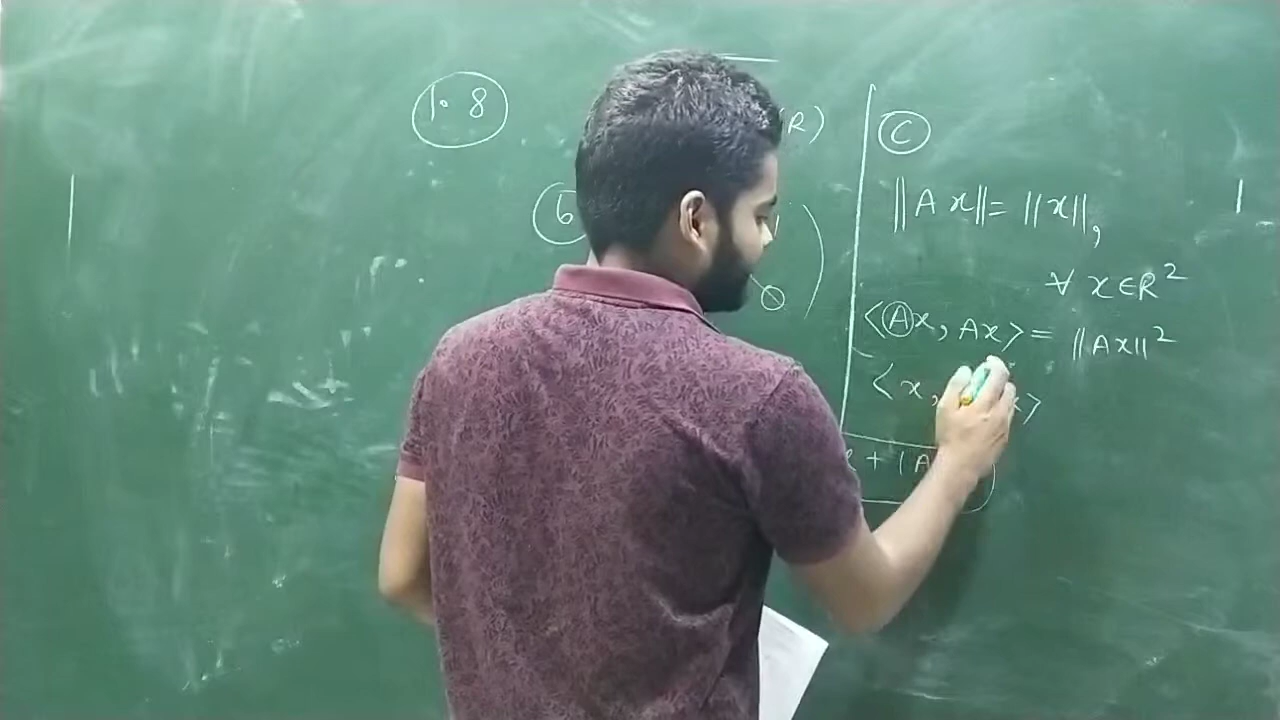 1.8
R)
b
C
||Ax|| = ||x||,
∀ x ∈ R²
<Ax, Ax> = ||Ax||²
<x, x>
+ (A